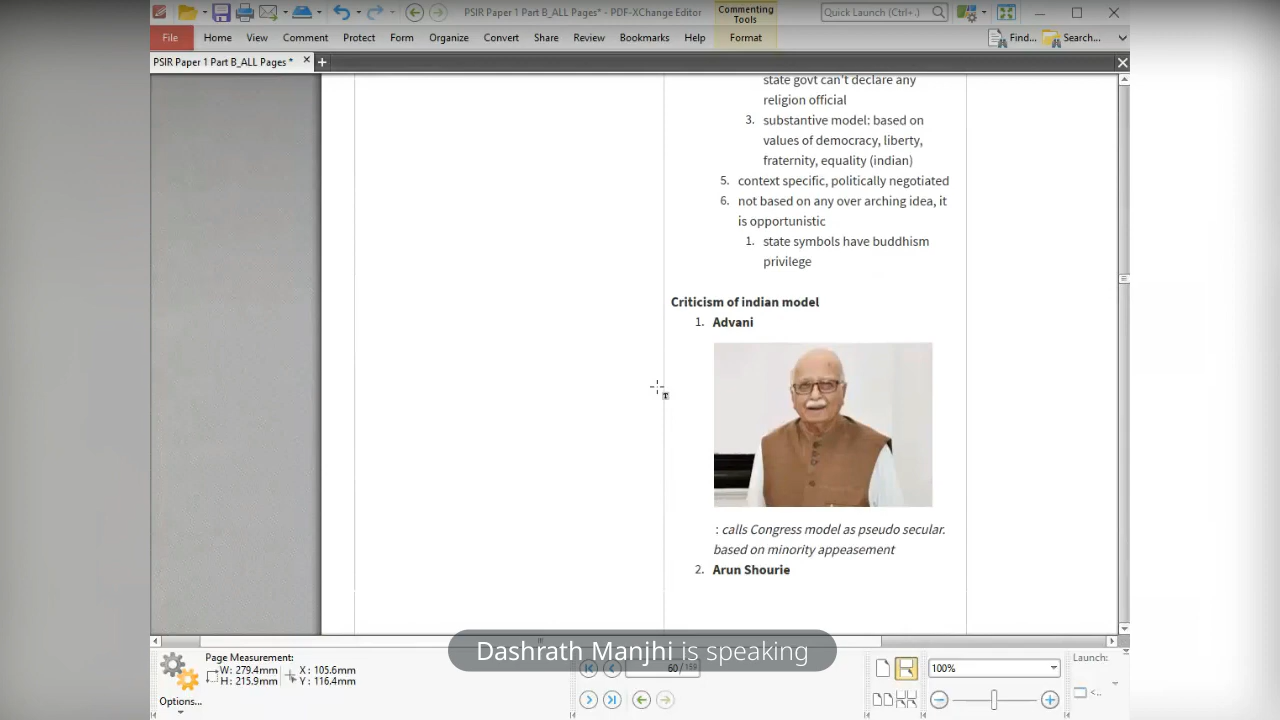 PSIR Paper 1 Part B_ALL Pages* - PDF-XChange Editor
Commenting Tools
Quick Launch (Ctrl+.)
File Home View Comment Protect Form Organize Convert Share Review Bookmarks Help Format
Find... Search...
PSIR Paper 1 Part B_ALL Pages *
state govt can't declare any
religion official
3. substantive model: based on
values of democracy, liberty,
fraternity, equality (indian)
5. context specific, politically negotiated
6. not based on any over arching idea, it
is opportunistic
1. state symbols have buddhism
privilege
Criticism of indian model
1. Advani
: calls Congress model as pseudo secular.
based on minority appeasement
2. Arun Shourie
Dashrath Manjhi is speaking
Options...
Page Measurement:
W: 279.4mm X : 105.6mm
H: 215.9mm Y : 116.4mm
60 / 159
100%
Launch: